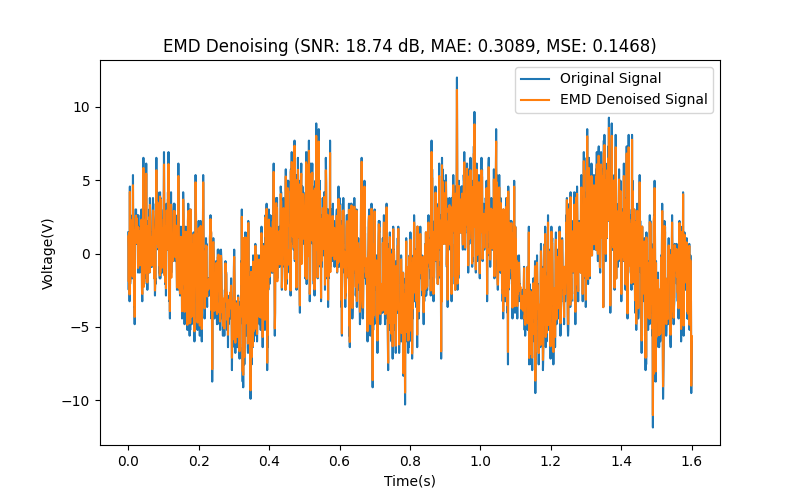 EMD Denoising (SNR: 18.74 dB, MAE: 0.3089, MSE: 0.1468)
Original Signal
EMD Denoised Signal
Voltage(V)
10
5
0
−5
−10
0.0 0.2 0.4 0.6 0.8 1.0 1.2 1.4 1.6
Time(s)